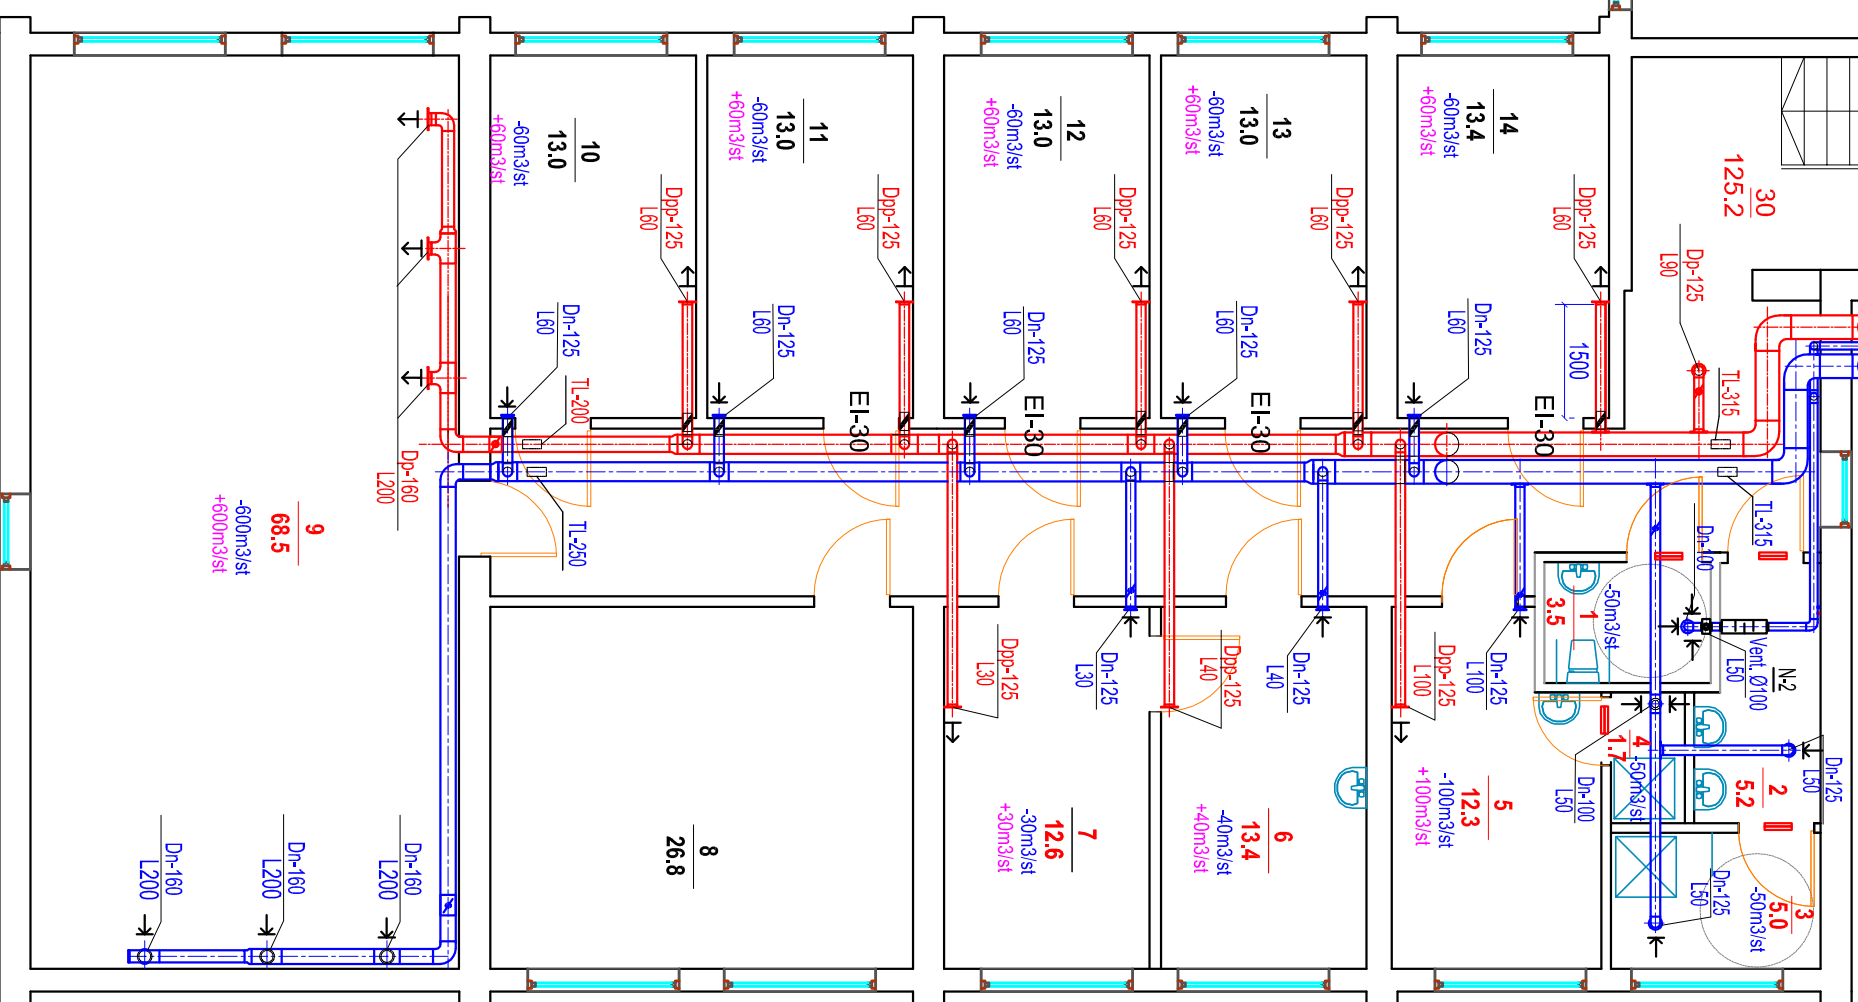 10
13.0
-60m3/st
+60m3/st
11
13.0
-60m3/st
+60m3/st
12
13.0
-60m3/st
+60m3/st
13
13.0
-60m3/st
+60m3/st
14
13.4
-60m3/st
+60m3/st
30
125.2
Dpp-125
L60
Dpp-125
L60
Dpp-125
L60
Dpp-125
L60
Dpp-125
L60
Dp-125
L90
Dn-125
L60
Dn-125
L60
Dn-125
L60
Dn-125
L60
Dn-125
L60
1500
TL-200
EI-30
EI-30
EI-30
EI-30
TL-315
TL-315
Dp-160
L200
TL-250
9
68.5
-600m3/st
+600m3/st
Dn-100
1
3.5
-50m3/st
Dpp-125
L30
Dn-125
L30
Dpp-125
L40
Dn-125
L40
Dpp-125
L100
Dn-125
L100
N-2
Vent. Ø100
L50
4
1.7
-50m3/st
2
5.2
Dn-125
L50
Dn-100
L50
8
26.8
7
12.6
-30m3/st
+30m3/st
6
13.4
-40m3/st
+40m3/st
5
12.3
-100m3/st
+100m3/st
3
5.0
-50m3/st
Dn-125
L50
Dn-160
L200
Dn-160
L200
Dn-160
L200